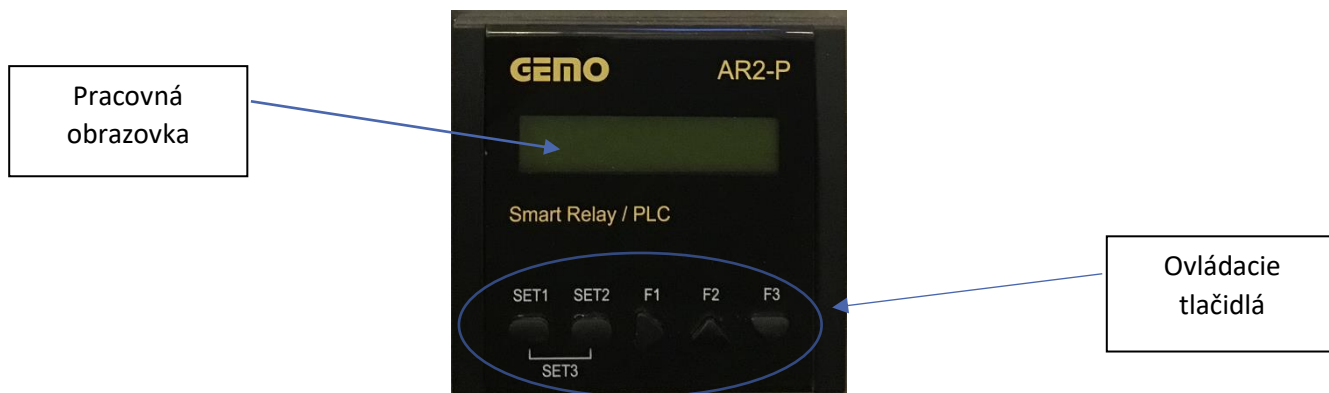 GEMO AR2-P
Pracovná
obrazovka
Smart Relay / PLC
Ovládacie
tlačidlá
SET1 SET2 F1 F2 F3
SET3